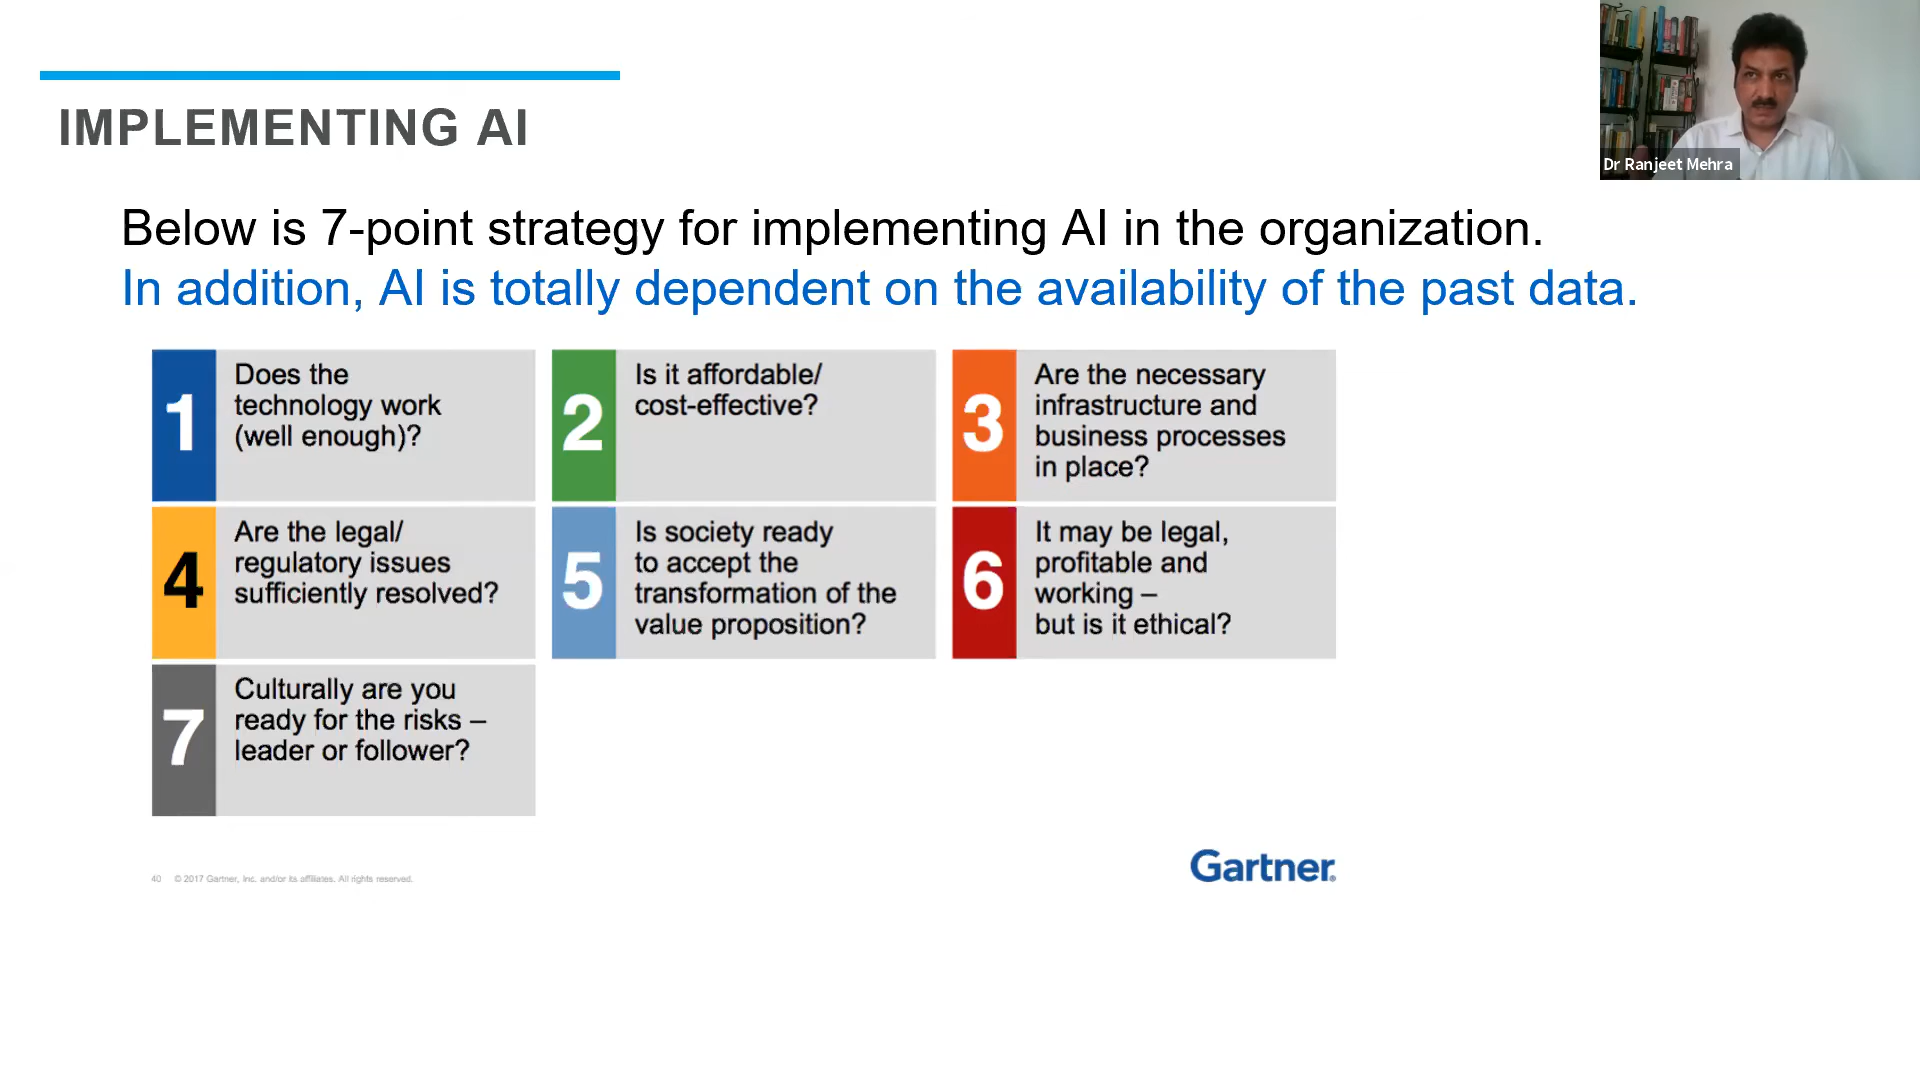 IMPLEMENTING AI
Dr Ranjeet Mehra
Below is 7-point strategy for implementing AI in the organization.
In addition, AI is totally dependent on the availability of the past data.
1
Does the
technology work
(well enough)?
2
Is it affordable/
cost-effective?
3
Are the necessary
infrastructure and
business processes
in place?
4
Are the legal/
regulatory issues
sufficiently resolved?
5
Is society ready
to accept the
transformation of the
value proposition?
6
It may be legal,
profitable and
working –
but is it ethical?
7
Culturally are you
ready for the risks –
leader or follower?
40 © 2017 Gartner, Inc. and/or its affiliates. All rights reserved.
Gartner.